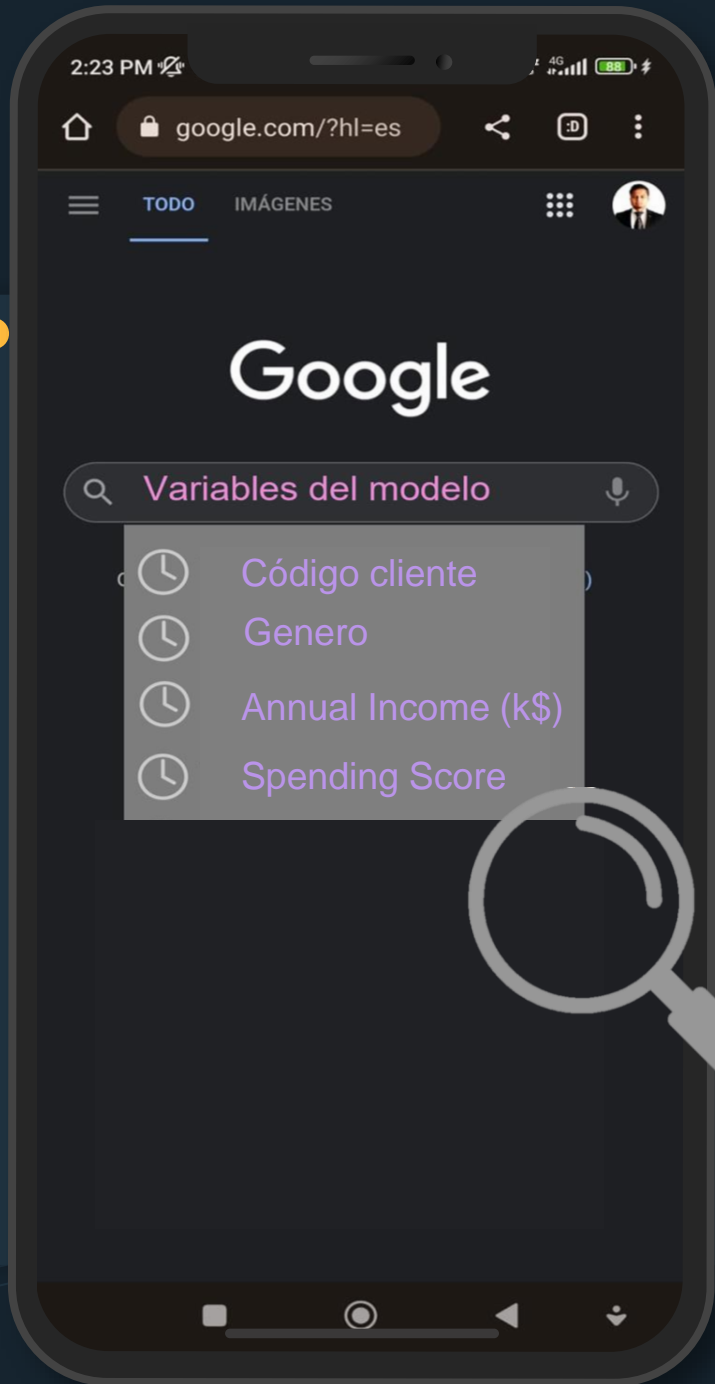 2:23 PM
4G
88
google.com/?hl=es
:D
TODO
IMÁGENES
Google
Variables del modelo
Código cliente
Genero
Annual Income (k$)
Spending Score